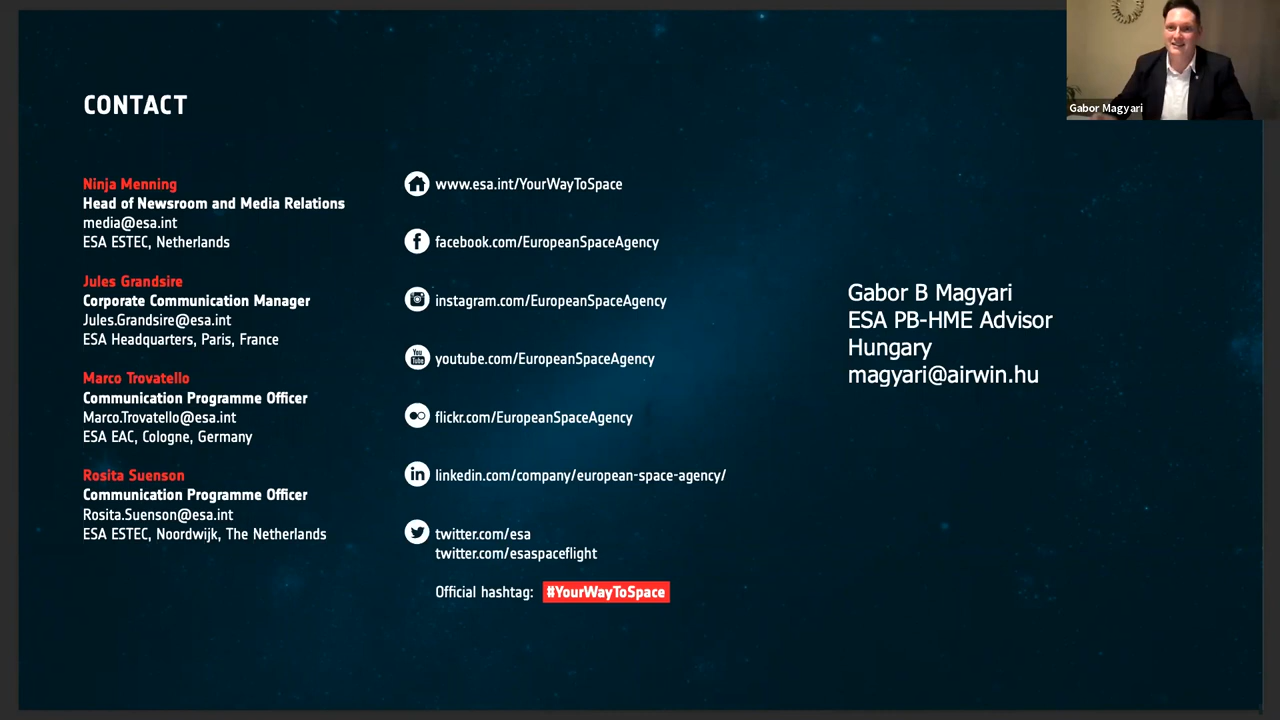 CONTACT
Ninja Menning
Head of Newsroom and Media Relations
media@esa.int
ESA ESTEC, Netherlands
Jules Grandsire
Corporate Communication Manager
Jules.Grandsire@esa.int
ESA Headquarters, Paris, France
Marco Trovatello
Communication Programme Officer
Marco.Trovatello@esa.int
ESA EAC, Cologne, Germany
Rosita Suenson
Communication Programme Officer
Rosita.Suenson@esa.int
ESA ESTEC, Noordwijk, The Netherlands
www.esa.int/YourWayToSpace
facebook.com/EuropeanSpaceAgency
instagram.com/EuropeanSpaceAgency
You Tube
youtube.com/EuropeanSpaceAgency
flickr.com/EuropeanSpaceAgency
in
linkedin.com/company/european-space-agency/
twitter.com/esa
twitter.com/esaspaceflight
Official hashtag: #YourWayToSpace
Gabor B Magyari
ESA PB-HME Advisor
Hungary
magyari@airwin.hu
Gabor Magyari